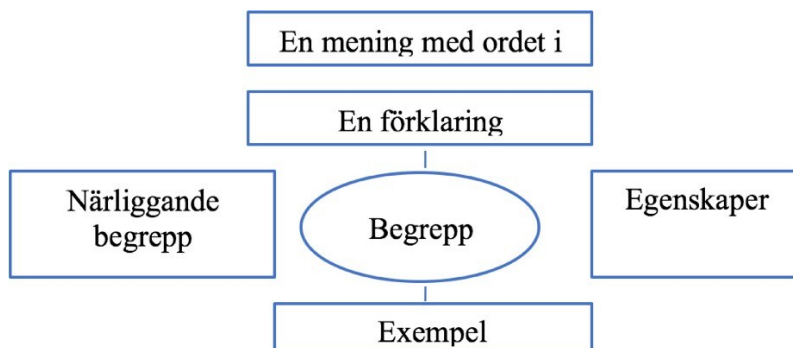 En mening med ordet i
En förklaring
Närliggande
begrepp
Begrepp
Egenskaper
Exempel